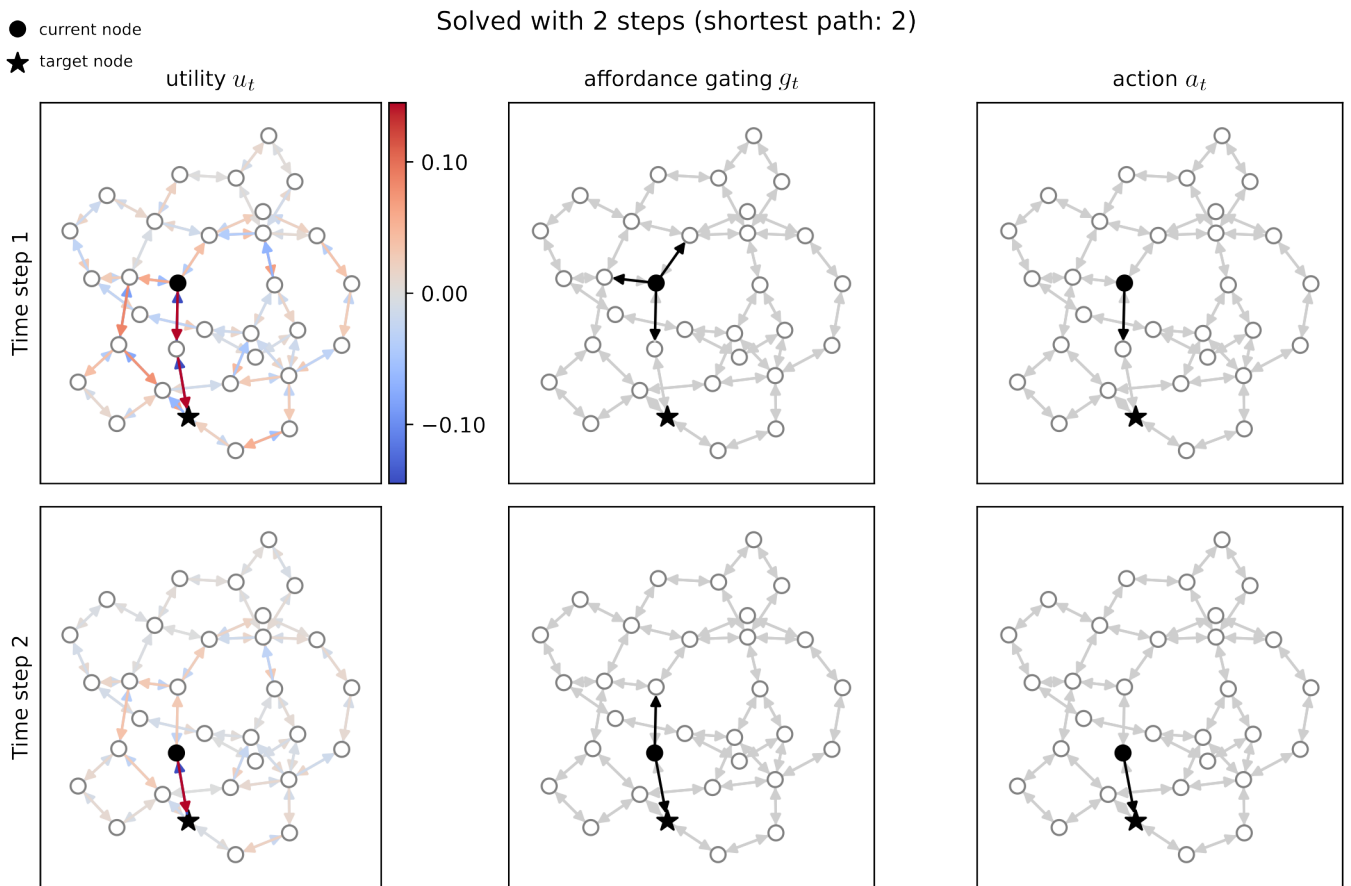 Solved with 2 steps (shortest path: 2)
current node
target node
utility u_t
affordance gating g_t
action a_t
Time step 1
0.10
0.00
−0.10
Time step 2